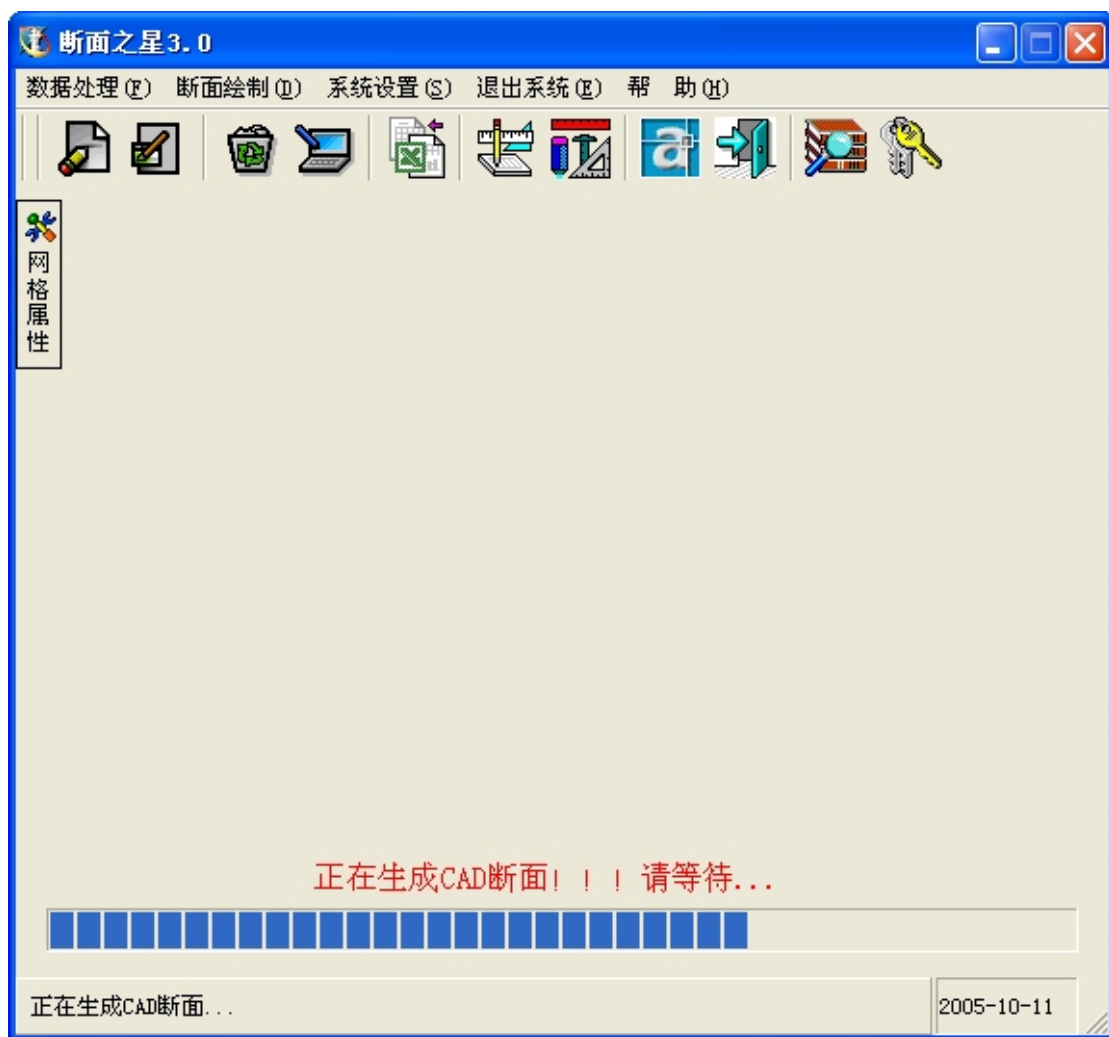 断面之星3.0
数据处理(F) 断面绘制(D) 系统设置(S) 退出系统(E) 帮 助(H)
a
网格属性
正在生成CAD断面!!!请等待...
正在生成CAD断面... 2005-10-11